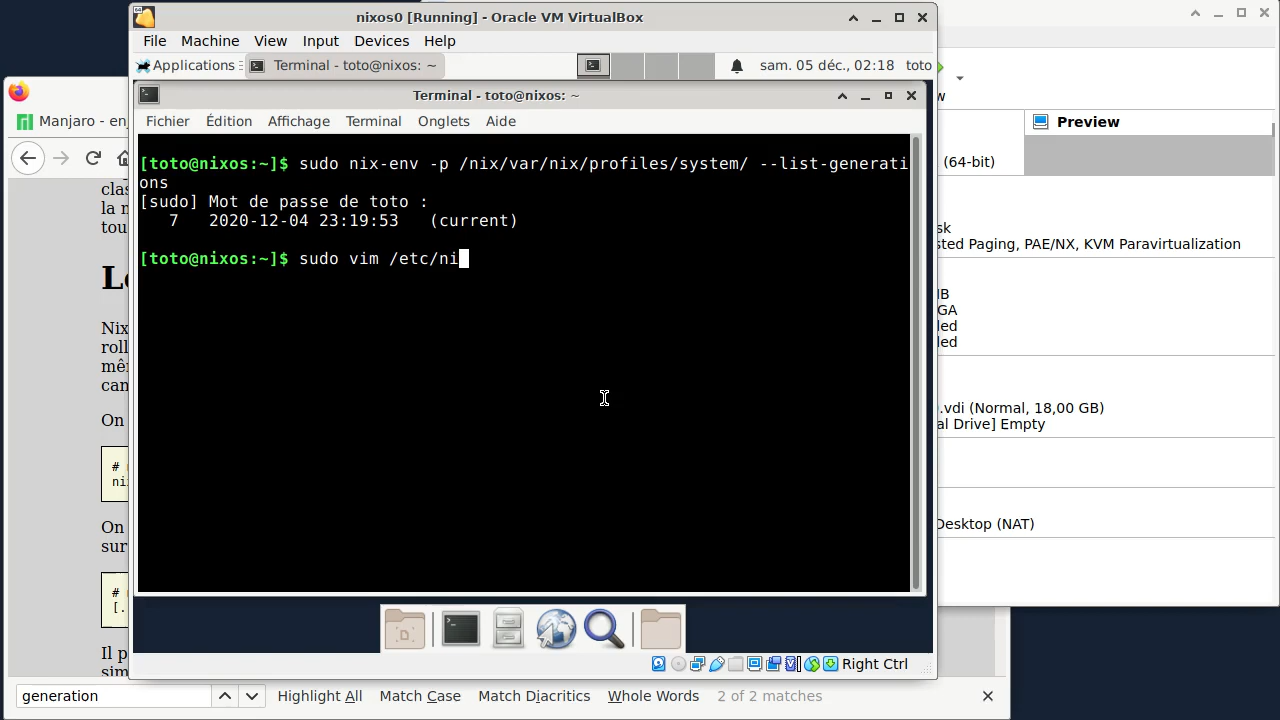 nixos0 [Running] - Oracle VM VirtualBox
File Machine View Input Devices Help
Applications Terminal - toto@nixos: ~ sam. 05 déc., 02:18 toto
Terminal - toto@nixos: ~
Fichier Édition Affichage Terminal Onglets Aide
[toto@nixos:~]$ sudo nix-env -p /nix/var/nix/profiles/system/ --list-generati
ons
[sudo] Mot de passe de toto :
7 2020-12-04 23:19:53 (current)
[toto@nixos:~]$ sudo vim /etc/ni
Right Ctrl
Manjaro - en
la
tou
Nix
roll
mêm
can
On
#
ni
On
sur
#
[.
Il p
sim
w
Preview
(64-bit)
sk
sted Paging, PAE/NX, KVM Paravirtualization
B
GA
led
led
.vdi (Normal, 18,00 GB)
al Drive] Empty
Desktop (NAT)
generation Highlight All Match Case Match Diacritics Whole Words 2 of 2 matches